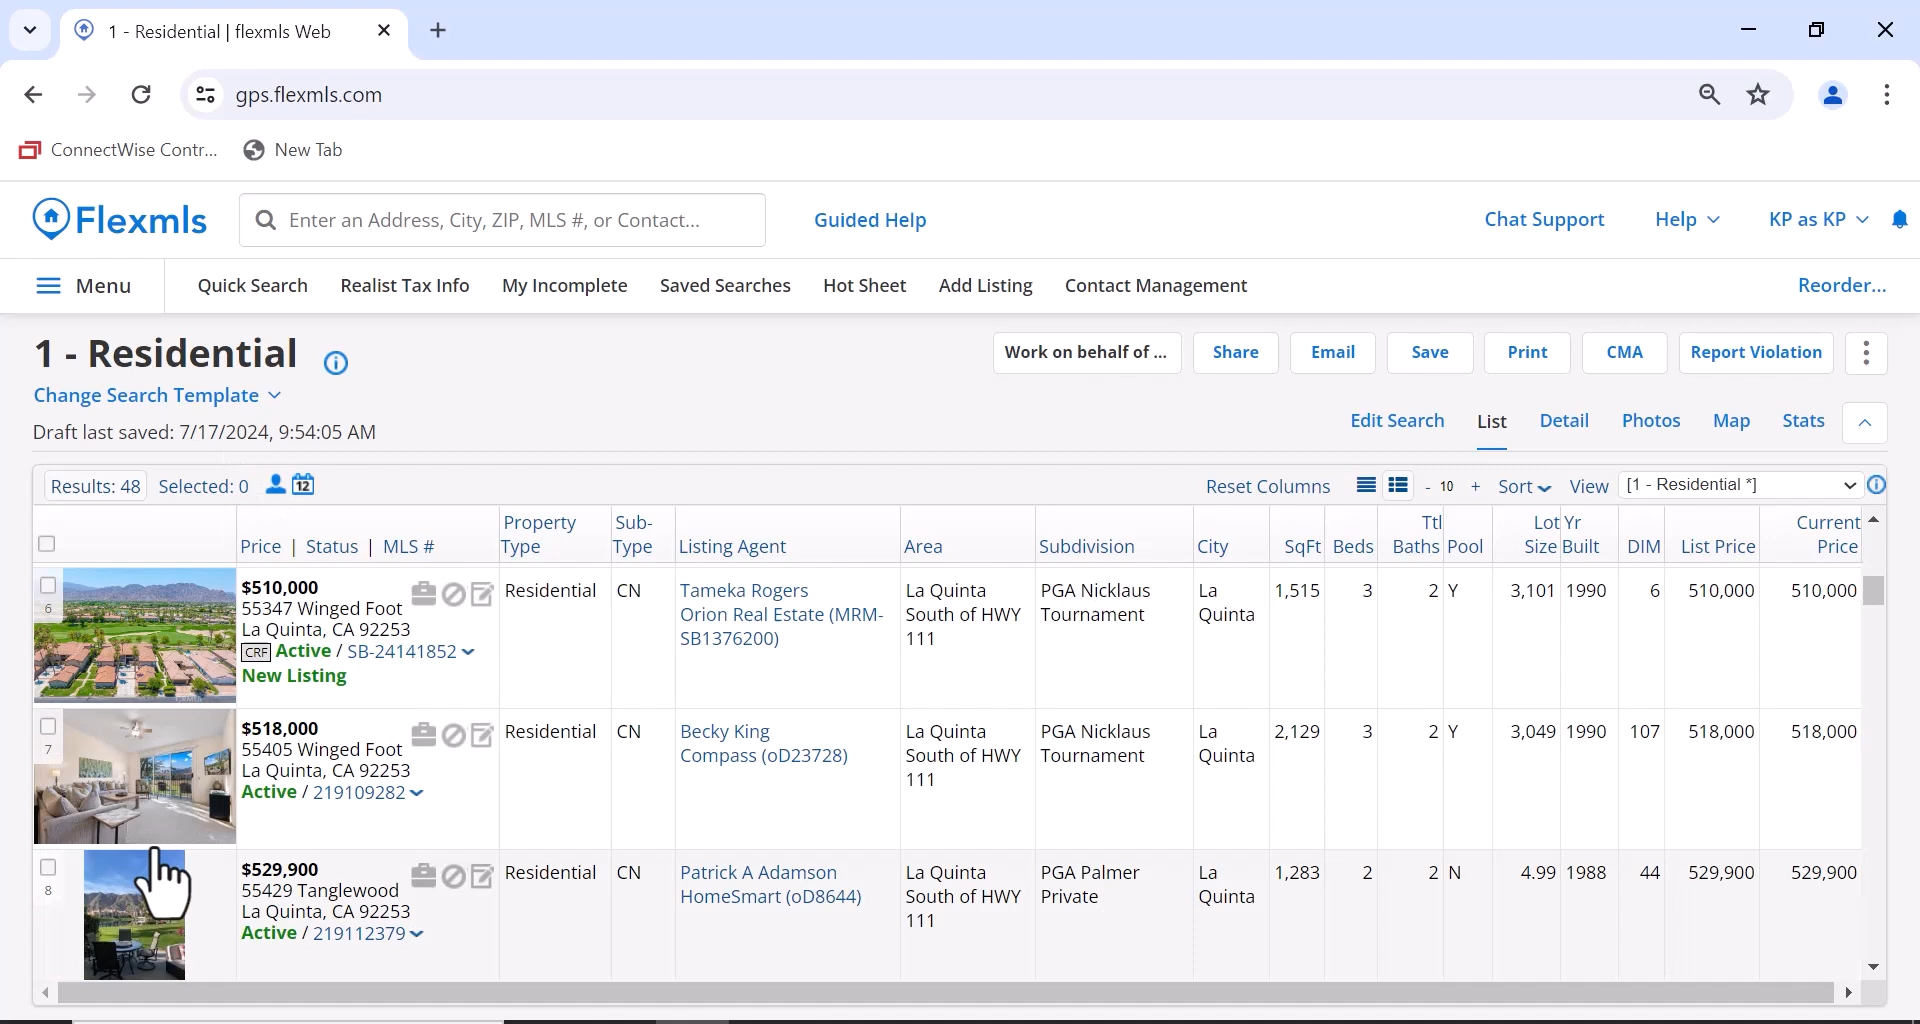 1 - Residential | flexmls Web
gps.flexmls.com
ConnectWise Contr...
New Tab
Flexmls
Enter an Address, City, ZIP, MLS #, or Contact...
Guided Help
Chat Support
Help
KP as KP
Menu
Quick Search
Realist Tax Info
My Incomplete
Saved Searches
Hot Sheet
Add Listing
Contact Management
Reorder...
1 - Residential
Work on behalf of ...
Share
Email
Save
Print
CMA
Report Violation
Change Search Template
Draft last saved: 7/17/2024, 9:54:05 AM
Edit Search
List
Detail
Photos
Map
Stats
Results: 48
Selected: 0
12
Reset Columns
- 10 +
Sort
View
[1 - Residential *]
Price | Status | MLS #
Property
Type
Sub-
Type
Listing Agent
Area
Subdivision
City
SqFt
Beds
Ttl
Baths
Pool
Lot
Size
Yr
Built
DIM
List Price
Current
Price
6
$510,000
55347 Winged Foot
La Quinta, CA 92253
CRF Active / SB-24141852
New Listing
Residential
CN
Tameka Rogers
Orion Real Estate (MRM-
SB1376200)
La Quinta
South of HWY
111
PGA Nicklaus
Tournament
La
Quinta
1,515
3
2
Y
3,101
1990
6
510,000
510,000
7
$518,000
55405 Winged Foot
La Quinta, CA 92253
Active / 219109282
Residential
CN
Becky King
Compass (oD23728)
La Quinta
South of HWY
111
PGA Nicklaus
Tournament
La
Quinta
2,129
3
2
Y
3,049
1990
107
518,000
518,000
8
$529,900
55429 Tanglewood
La Quinta, CA 92253
Active / 219112379
Residential
CN
Patrick A Adamson
HomeSmart (oD8644)
La Quinta
South of HWY
111
PGA Palmer
Private
La
Quinta
1,283
2
2
N
4.99
1988
44
529,900
529,900